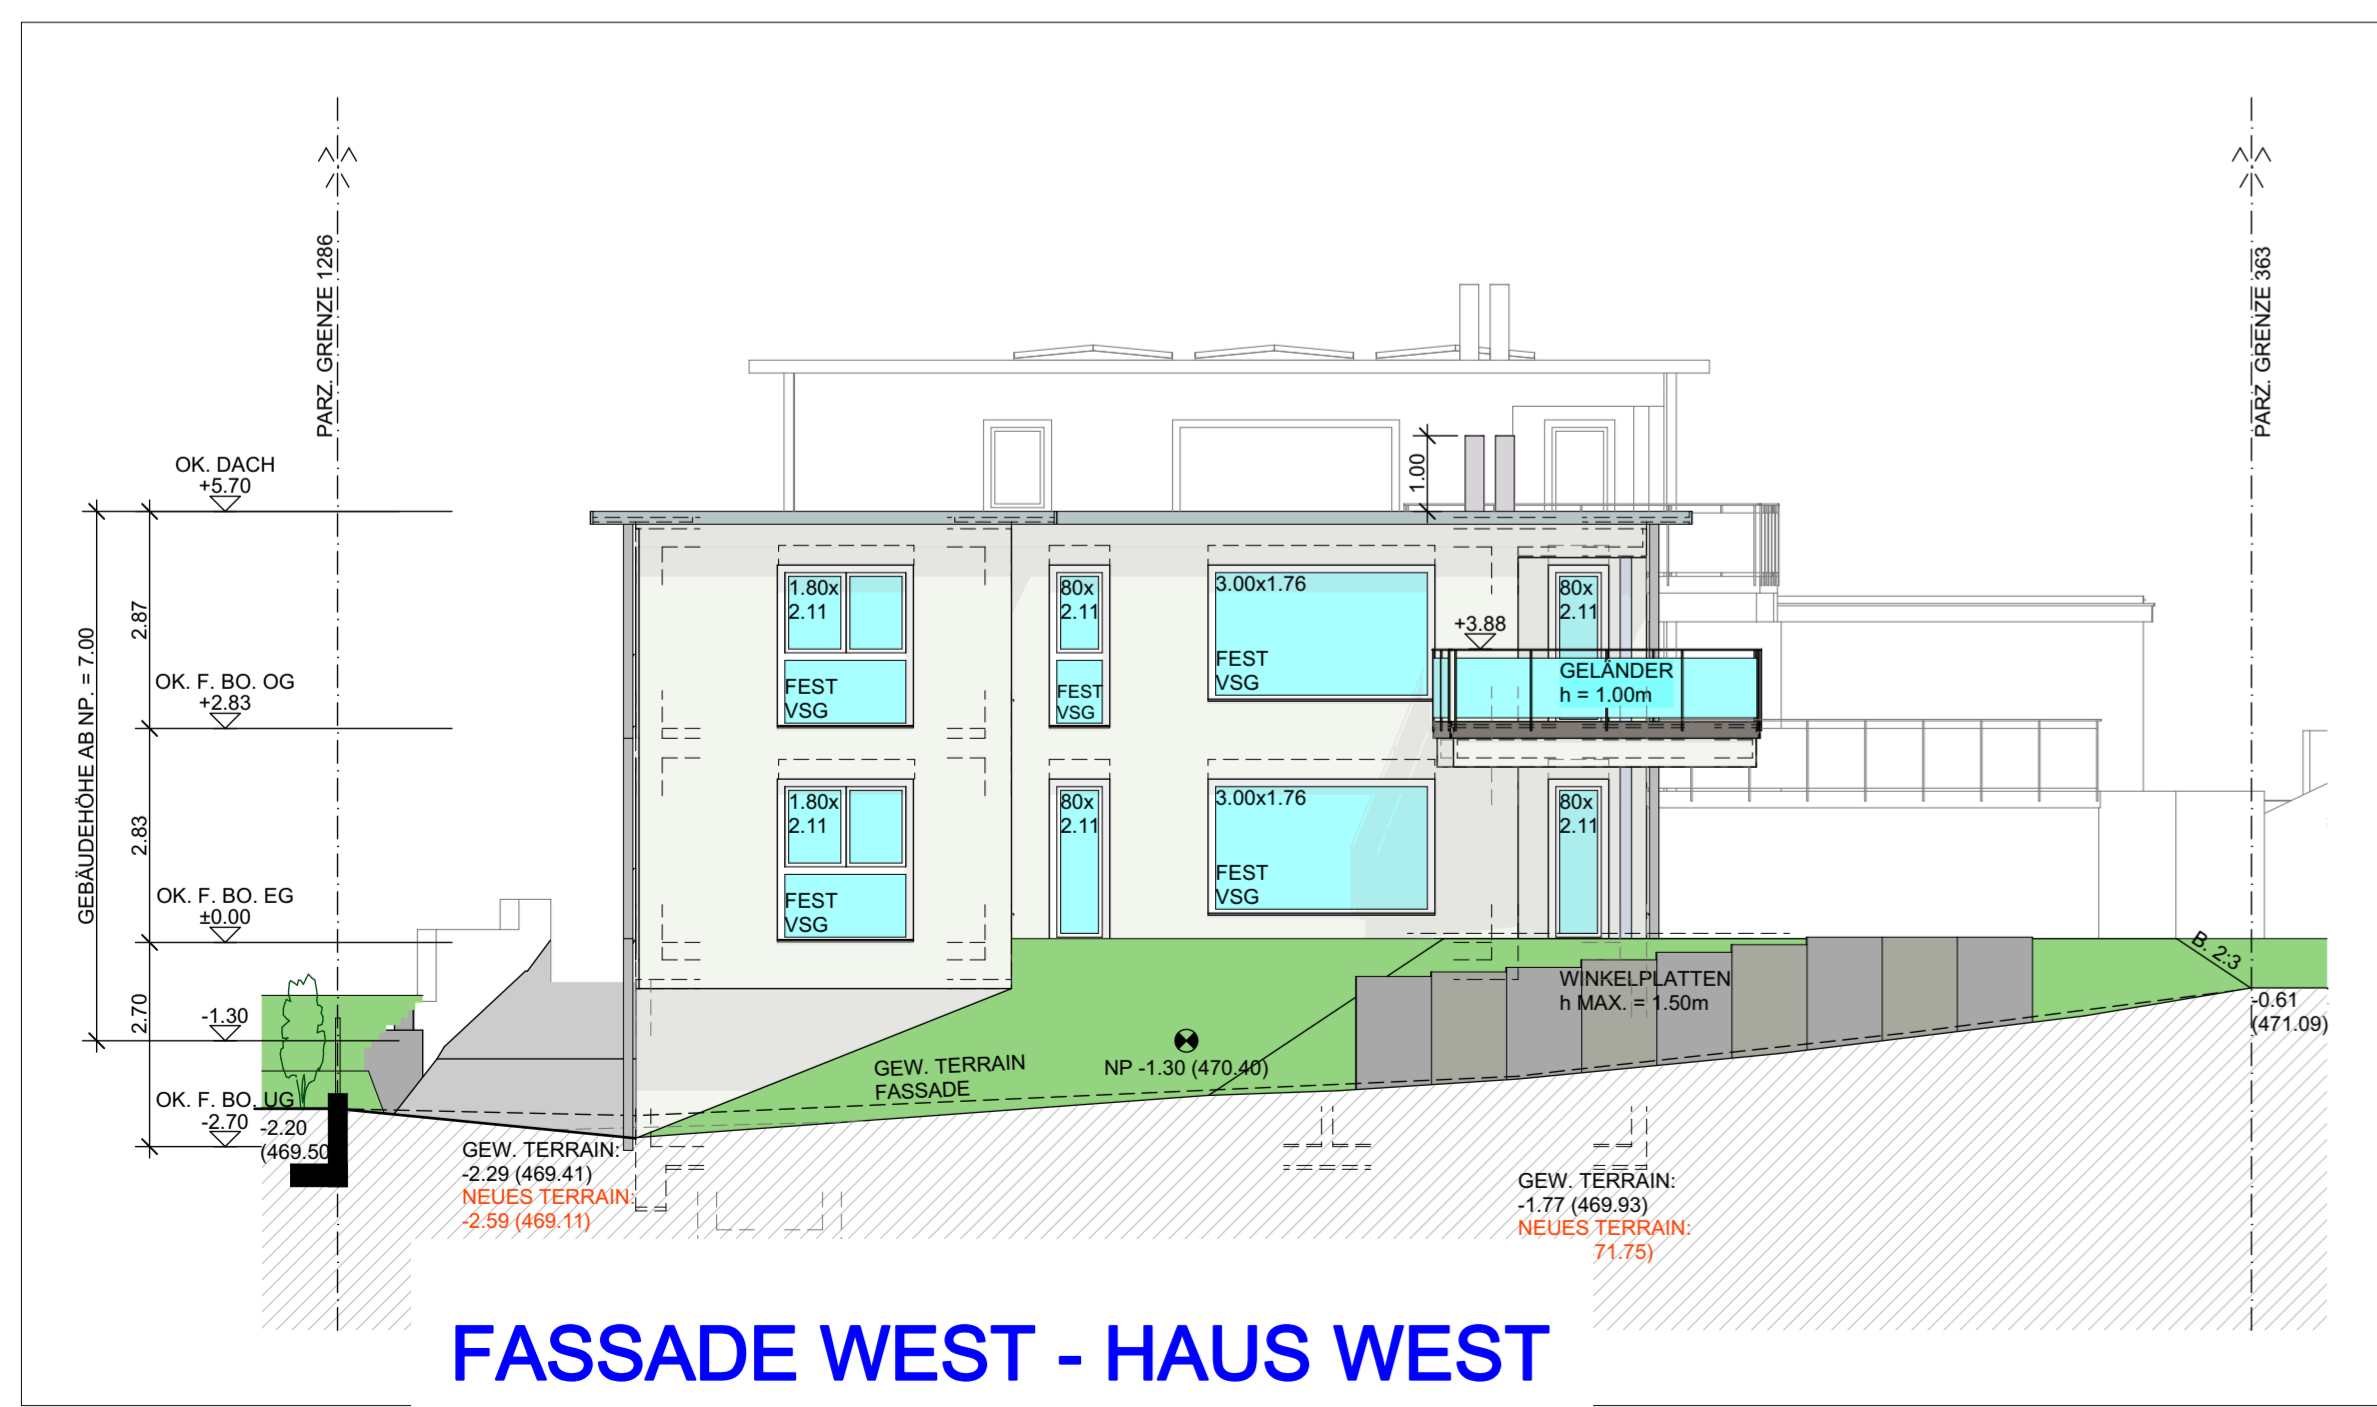 PARZ. GRENZE 1286
PARZ. GRENZE 363
OK. DACH
+5.70
1.00
GEBÄUDEHÖHE AB NP. = 7.00
2.87
2.83
2.70
OK. F. BO. OG
+2.83
OK. F. BO. EG
±0.00
-1.30
OK. F. BO. UG
-2.70
-2.20
(469.50
1.80x
2.11
FEST
VSG
80x
2.11
FEST
VSG
3.00x1.76
FEST
VSG
80x
2.11
+3.88
GELÄNDER
h = 1.00m
1.80x
2.11
FEST
VSG
80x
2.11
3.00x1.76
FEST
VSG
80x
2.11
B. 2:3
WINKELPLATTEN
h MAX. = 1.50m
-0.61
(471.09)
GEW. TERRAIN
FASSADE
NP -1.30 (470.40)
GEW. TERRAIN:
-2.29 (469.41)
NEUES TERRAIN:
-2.59 (469.11)
GEW. TERRAIN:
-1.77 (469.93)
NEUES TERRAIN:
71.75)
FASSADE WEST - HAUS WEST